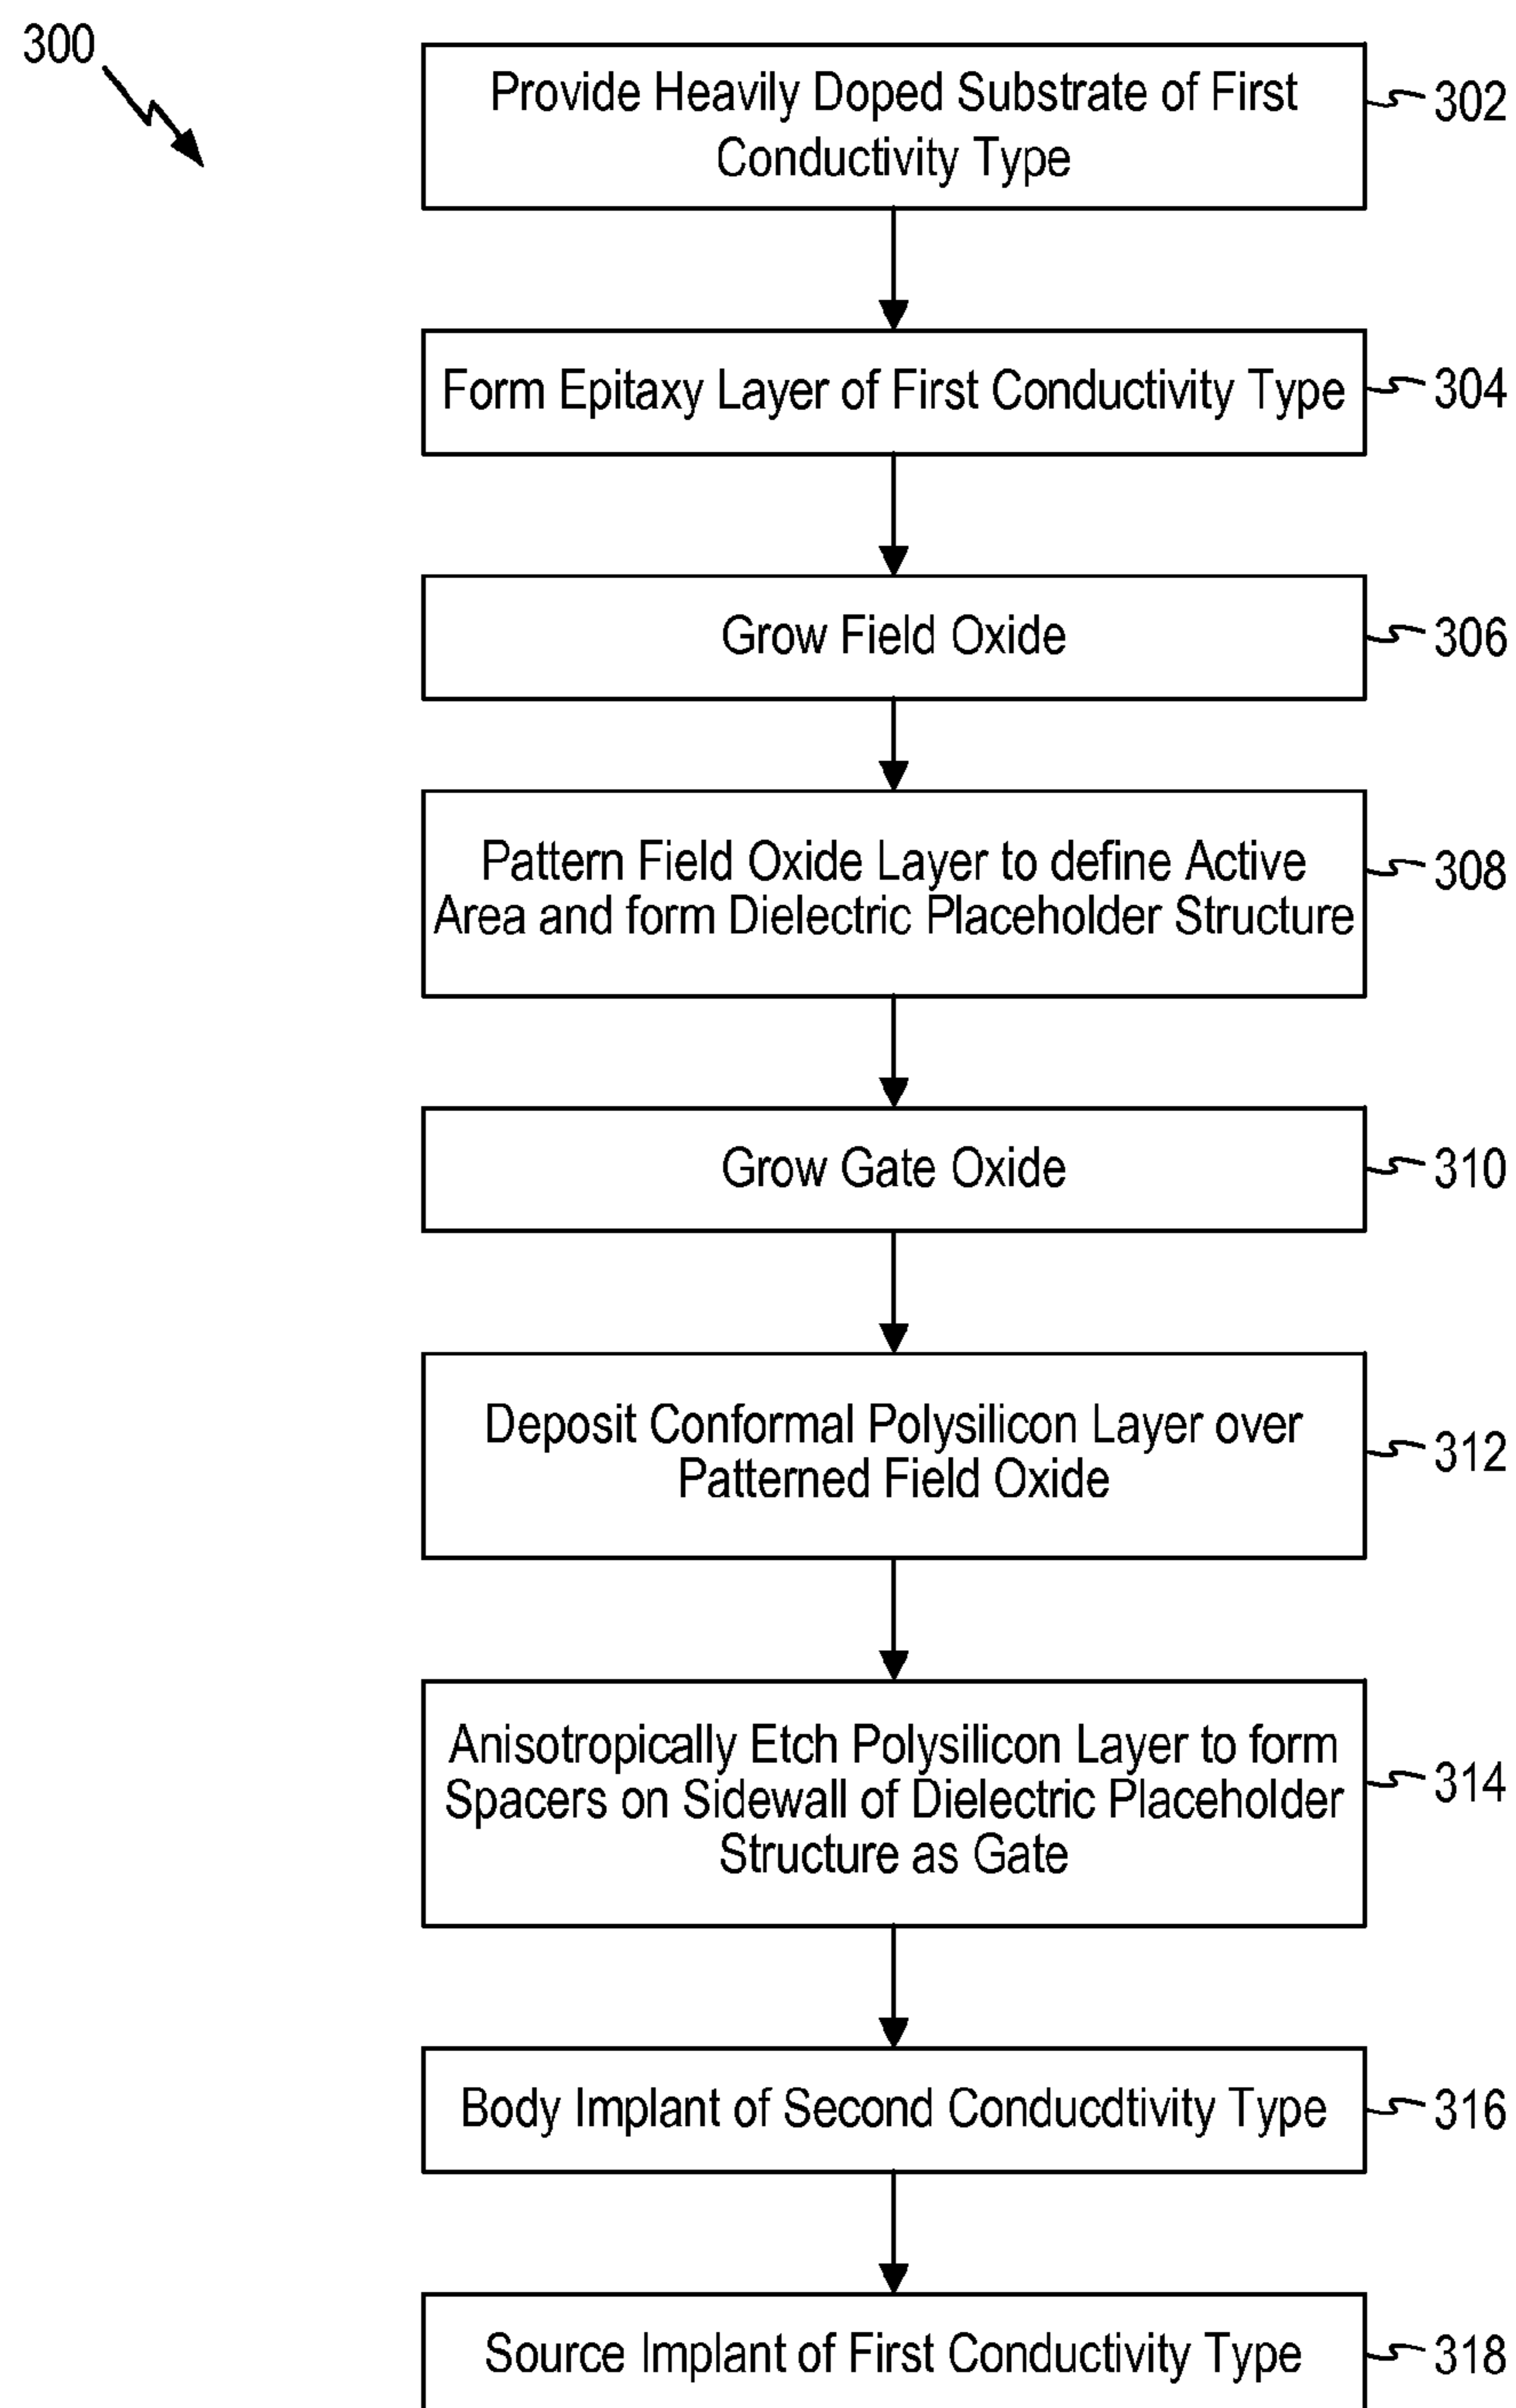 300
Provide Heavily Doped Substrate of First
Conductivity Type
302
Form Epitaxy Layer of First Conductivity Type
304
Grow Field Oxide
306
Pattern Field Oxide Layer to define Active
Area and form Dielectric Placeholder Structure
308
Grow Gate Oxide
310
Deposit Conformal Polysilicon Layer over
Patterned Field Oxide
312
Anisotropically Etch Polysilicon Layer to form
Spacers on Sidewall of Dielectric Placeholder
Structure as Gate
314
Body Implant of Second Conducdtivity Type
316
Source Implant of First Conductivity Type
318